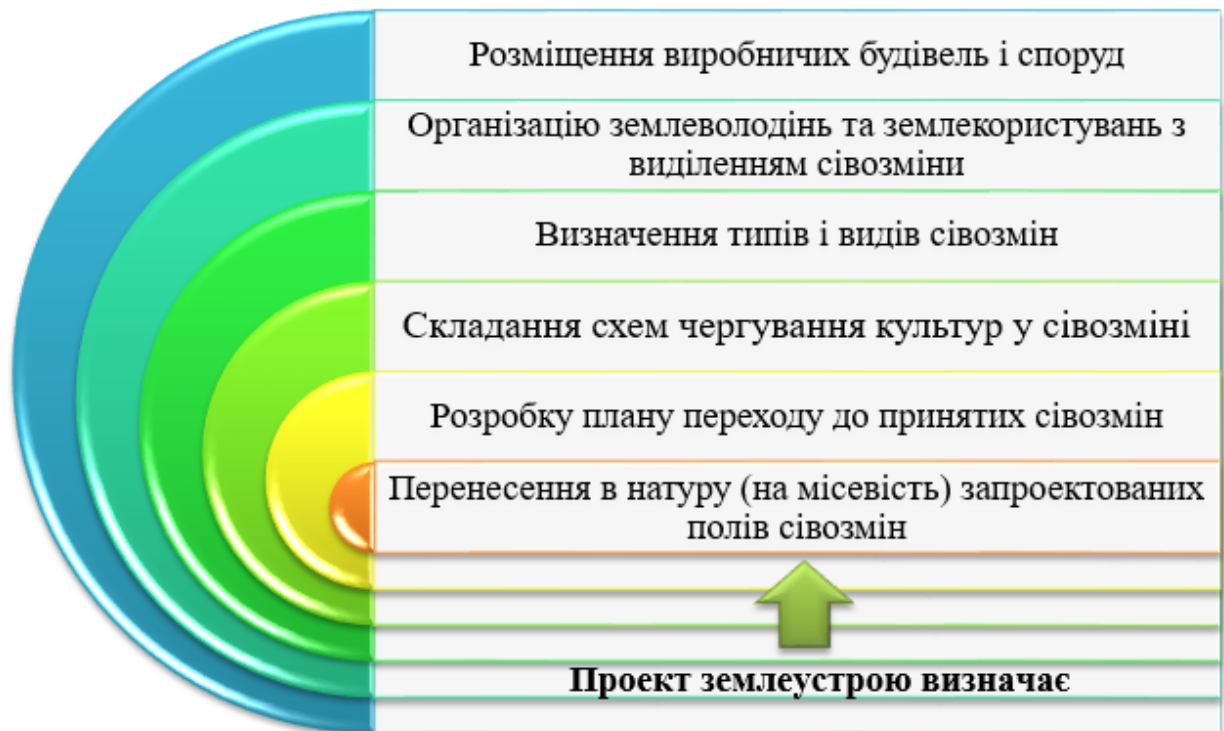 Розміщення виробничих будівель і споруд
Організацію землеволодінь та землекористувань з
виділенням сівозміни
Визначення типів і видів сівозмін
Складання схем чергування культур у сівозміні
Розробку плану переходу до принятих сівозмін
Перенесення в натуру (на місевість) запроектованих
полів сівозмін
Проект землеустрою визначає